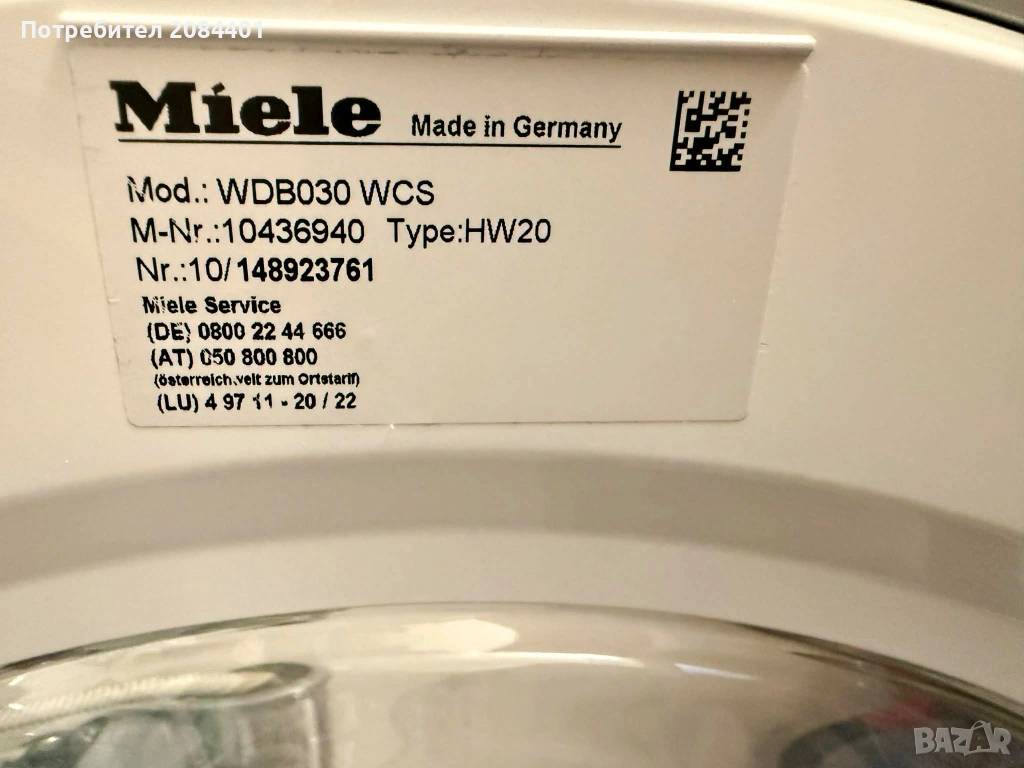 Потребител 2084401
Miele Made in Germany
Mod.: WDB030 WCS
M-Nr.:10436940 Type:HW20
Nr.:10/148923761
Miele Service
(DE) 0800 22 44 666
(AT) 050 800 800
(österreichweit zum Ortstarif)
(LU) 4 97 11 - 20 / 22
BAZAR